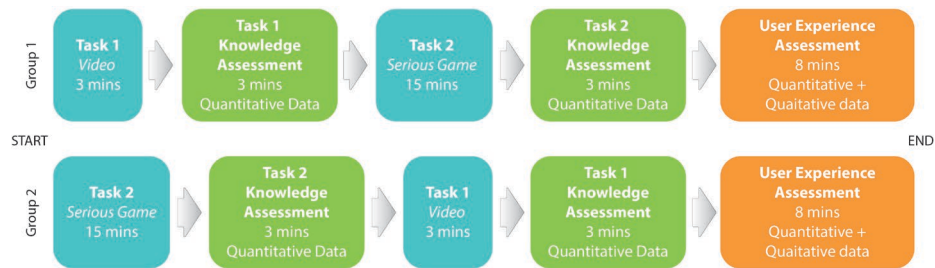 Group 1
Task 1
Video
3 mins
Task 1
Knowledge
Assessment
3 mins
Quantitative Data
Task 2
Serious Game
15 mins
Task 2
Knowledge
Assessment
3 mins
Quantitative Data
User Experience
Assessment
8 mins
Quantitative +
Quaitative data
START
END
Group 2
Task 2
Serious Game
15 mins
Task 2
Knowledge
Assessment
3 mins
Quantitative Data
Task 1
Video
3 mins
Task 1
Knowledge
Assessment
3 mins
Quantitative Data
User Experience
Assessment
8 mins
Quantitative +
Quaitative data